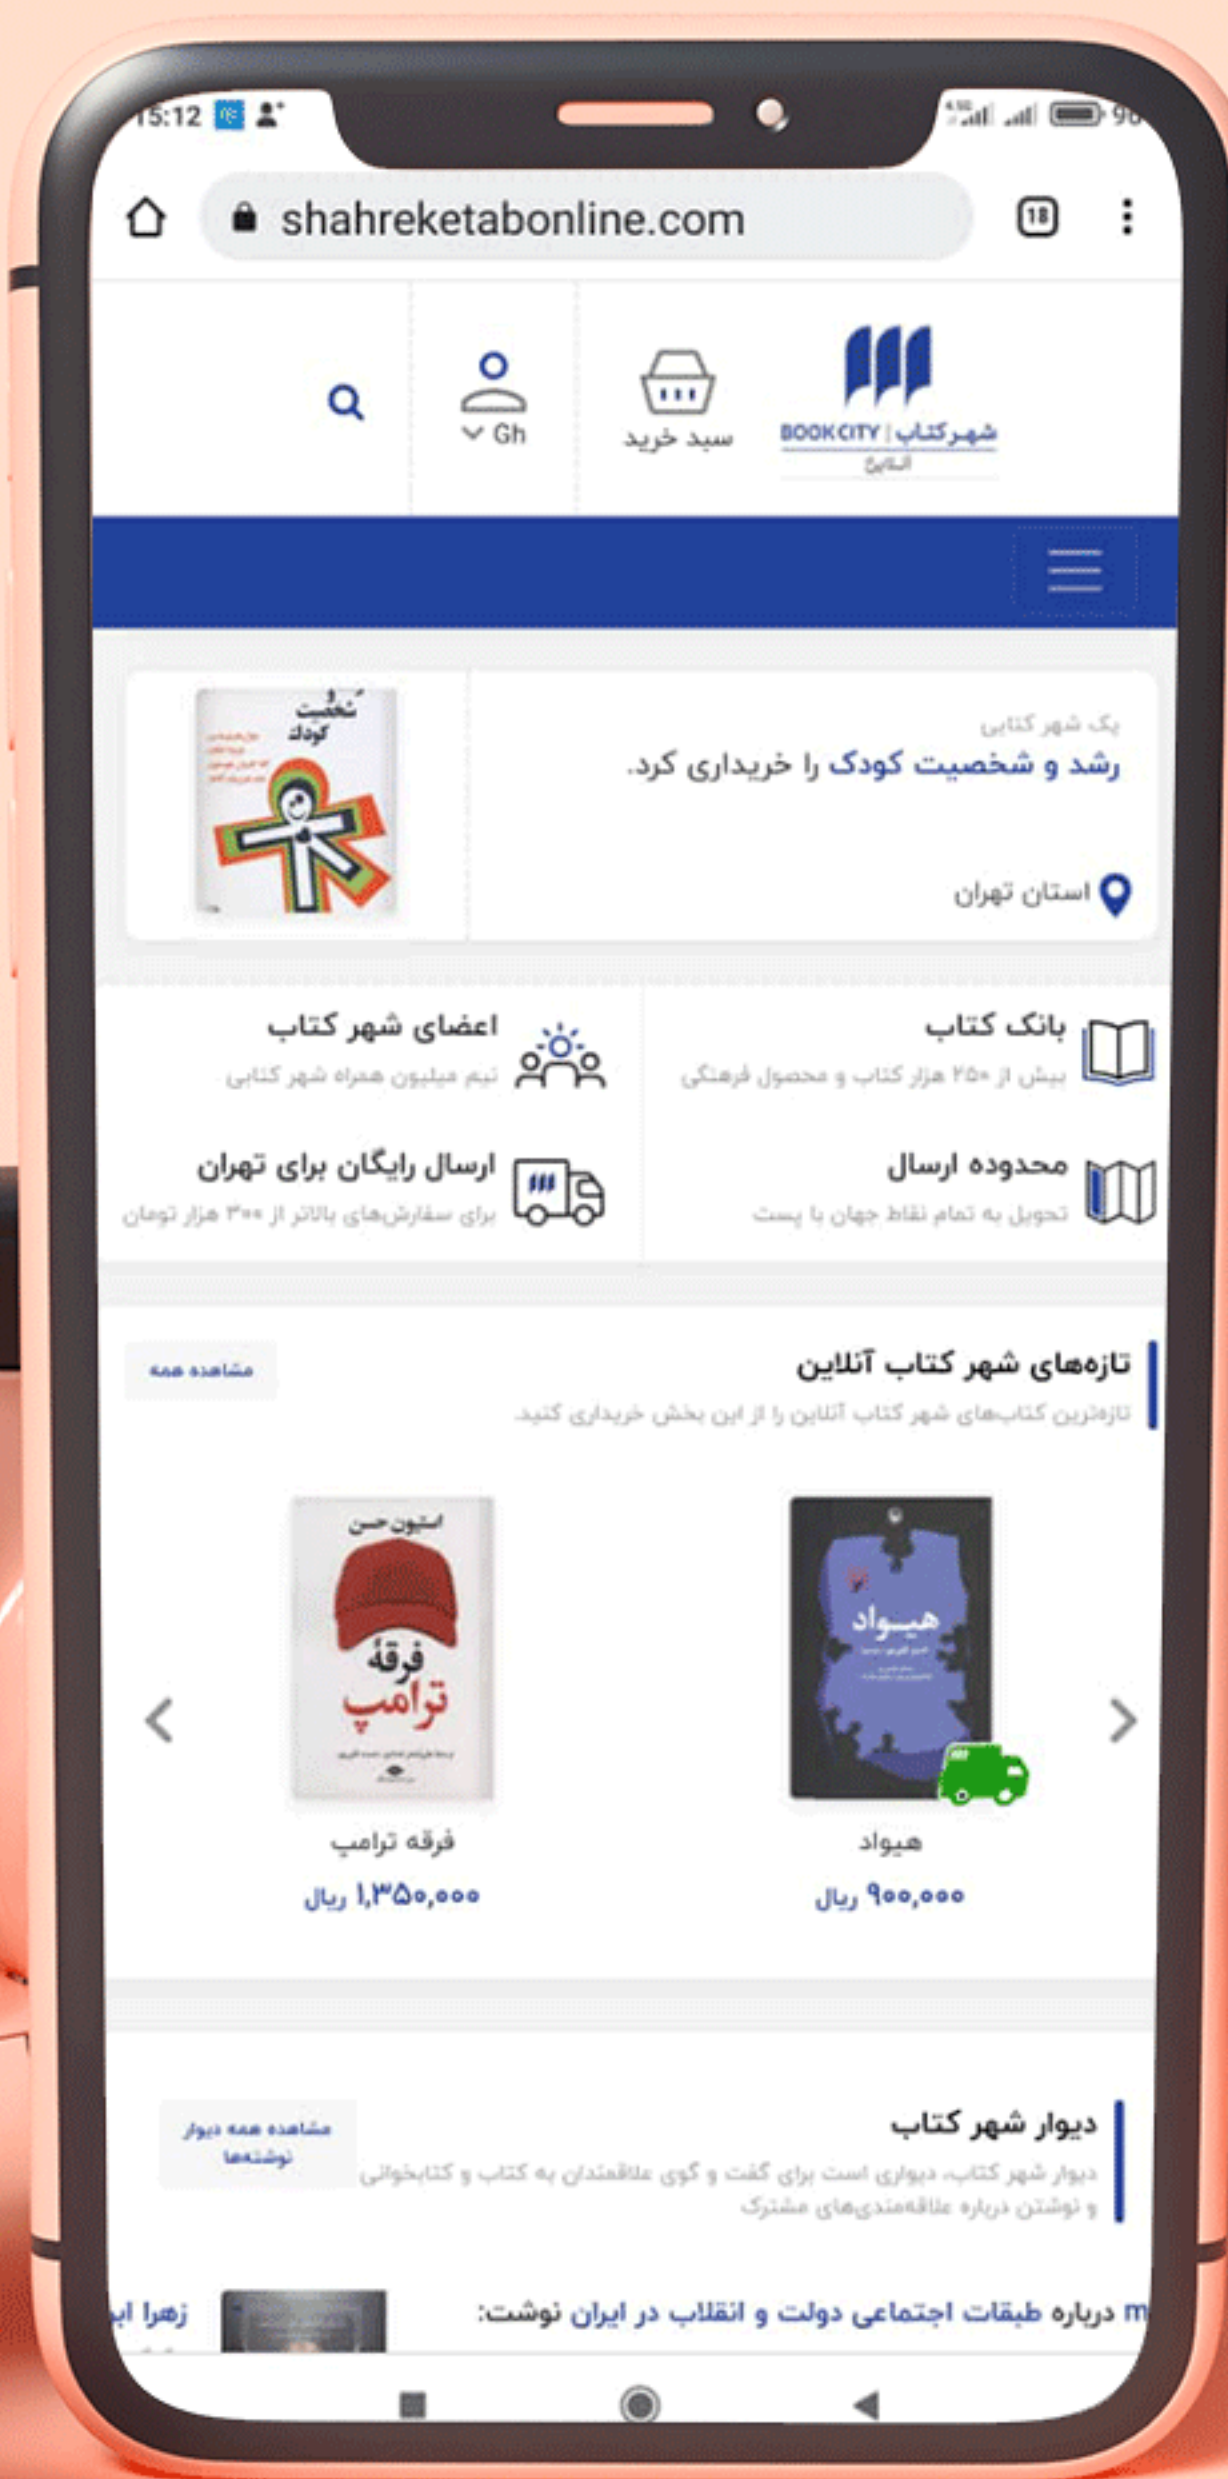 15:12
shahreketabonline.com
18
شهر کتاب | BOOK CITY
آنلاین
سبد خرید
Gh
و
شخصیت
کودک
یک شهر کتابی
رشد و شخصیت کودک را خریداری کرد.
استان تهران
بانک کتاب
بیش از ۲۵۰ هزار کتاب و محصول فرهنگی
اعضای شهر کتاب
نیم میلیون همراه شهر کتابی
محدوده ارسال
تحویل به تمام نقاط جهان با پست
ارسال رایگان برای تهران
برای سفارش‌های بالاتر از ۳۰۰ هزار تومان
تازه‌های شهر کتاب آنلاین
مشاهده همه
تازه‌ترین کتاب‌های شهر کتاب آنلاین را از این بخش خریداری کنید.
هیواد
استیون حسن
فرقهٔ
ترامپ
هیواد
۹۰۰,۰۰۰ ریال
فرقه ترامپ
۱,۳۵۰,۰۰۰ ریال
دیوار شهر کتاب
مشاهده همه دیوار
نوشته‌ها
دیوار شهر کتاب، دیواری است برای گفت و گوی علاقمندان به کتاب و کتابخوانی
و نوشتن درباره علاقه‌مندی‌های مشترک
m درباره طبقات اجتماعی دولت و انقلاب در ایران نوشت:
زهرا ابر